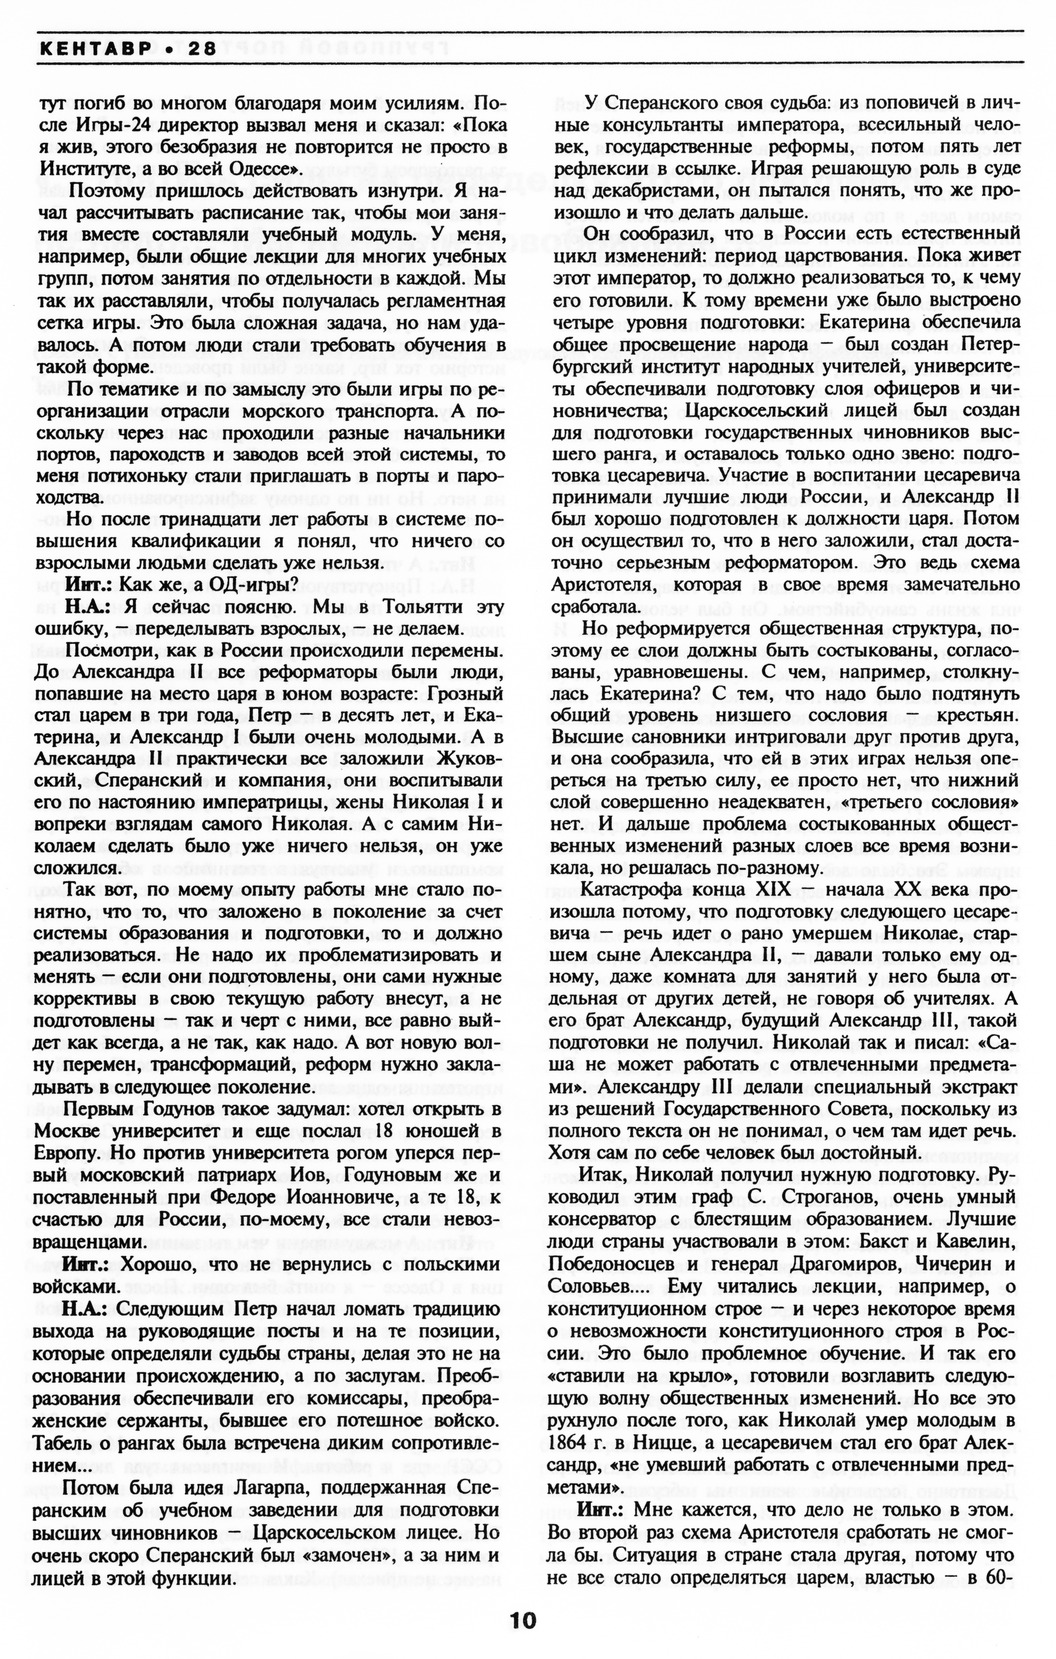 КЕНТАВР • 28
тут погиб во многом благодаря моим усилиям. По-
сле Игры-24 директор вызвал меня и сказал: «Пока
я жив, этого безобразия не повторится не просто в
Институте, а во всей Одессе».
Поэтому пришлось действовать изнутри. Я на-
чал рассчитывать расписание так, чтобы мои заня-
тия вместе составляли учебный модуль. У меня,
например, были общие лекции для многих учебных
групп, потом занятия по отдельности в каждой. Мы
так их расставляли, чтобы получалась регламентная
сетка игры. Это была сложная задача, но нам уда-
валось. А потом люди стали требовать обучения в
такой форме.
По тематике и по замыслу это были игры по ре-
организации отрасли морского транспорта. А по-
скольку через нас проходили разные начальники
портов, пароходств и заводов всей этой системы, то
меня потихоньку стали приглашать в порты и паро-
ходства.
Но после тринадцати лет работы в системе по-
вышения квалификации я понял, что ничего со
взрослыми людьми сделать уже нельзя.
Инт.: Как же, а ОД-игры?
Н.А.: Я сейчас поясню. Мы в Тольятти эту
ошибку, — переделывать взрослых, — не делаем.
Посмотри, как в России происходили перемены.
До Александра II все реформаторы были люди,
попавшие на место царя в юном возрасте: Грозный
стал царем в три года, Петр — в десять лет, и Ека-
терина, и Александр I были очень молодыми. А в
Александра II практически все заложили Жуков-
ский, Сперанский и компания, они воспитывали
его по настоянию императрицы, жены Николая I и
вопреки взглядам самого Николая. А с самим Ни-
колаем сделать было уже ничего нельзя, он уже
сложился.
Так вот, по моему опыту работы мне стало по-
нятно, что то, что заложено в поколение за счет
системы образования и подготовки, то и должно
реализоваться. Не надо их проблематизировать и
менять — если они подготовлены, они сами нужные
коррективы в свою текущую работу внесут, а не
подготовлены — так и черт с ними, все равно вый-
дет как всегда, а не так, как надо. А вот новую вол-
ну перемен, трансформаций, реформ нужно закла-
дывать в следующее поколение.
Первым Годунов такое задумал: хотел открыть в
Москве университет и еще послал 18 юношей в
Европу. Но против университета рогом уперся пер-
вый московский патриарх Иов, Годуновым же и
поставленный при Федоре Иоанновиче, а те 18, к
счастью для России, по-моему, все стали невоз-
вращенцами.
Инт.: Хорошо, что не вернулись с польскими
войсками.
Н.А.: Следующим Петр начал ломать традицию
выхода на руководящие посты и на те позиции,
которые определяли судьбы страны, делая это не на
основании происхождению, а по заслугам. Преоб-
разования обеспечивали его комиссары, преобра-
женские сержанты, бывшее его потешное войско.
Табель о рангах была встречена диким сопротивле-
нием...
Потом была идея Лагарпа, поддержанная Спе-
ранским об учебном заведении для подготовки
высших чиновников — Царскосельском лицее. Но
очень скоро Сперанский был «замочен», а за ним и
лицей в этой функции.
У Сперанского своя судьба: из поповичей в лич-
ные консультанты императора, всесильный чело-
век, государственные реформы, потом пять лет
рефлексии в ссылке. Играя решающую роль в суде
над декабристами, он пытался понять, что же про-
изошло и что делать дальше.
Он сообразил, что в России есть естественный
цикл изменений: период царствования. Пока живет
этот император, то должно реализоваться то, к чему
его готовили. К тому времени уже было выстроено
четыре уровня подготовки: Екатерина обеспечила
общее просвещение народа — был создан Петер-
бургский институт народных учителей, университе-
ты обеспечивали подготовку слоя офицеров и чи-
новничества; Царскосельский лицей был создан
для подготовки государственных чиновников выс-
шего ранга, и оставалось только одно звено: подго-
товка цесаревича. Участие в воспитании цесаревича
принимали лучшие люди России, и Александр II
был хорошо подготовлен к должности царя. Потом
он осуществил то, что в него заложили, стал доста-
точно серьезным реформатором. Это ведь схема
Аристотеля, которая в свое время замечательно
сработала.
Но реформируется общественная структура, по-
этому ее слои должны быть состыкованы, согласо-
ваны, уравновешены. С чем, например, столкну-
лась Екатерина? С тем, что надо было подтянуть
общий уровень низшего сословия — крестьян.
Высшие сановники интриговали друг против друга,
и она сообразила, что ей в этих играх нельзя опе-
реться на третью силу, ее просто нет, что нижний
слой совершенно неадекватен, «третьего сословия»
нет. И дальше проблема состыкованных общест-
венных изменений разных слоев все время возни-
кала, но решалась по-разному.
Катастрофа конца XIX — начала XX века про-
изошла потому, что подготовку следующего цесаре-
вича — речь идет о рано умершем Николае, стар-
шем сыне Александра II, — давали только ему од-
ному, даже комната для занятий у него была от-
дельная от других детей, не говоря об учителях. А
его брат Александр, будущий Александр III, такой
подготовки не получил. Николай так и писал: «Са-
ша не может работать с отвлеченными предмета-
ми». Александру III делали специальный экстракт
из решений Государственного Совета, поскольку из
полного текста он не понимал, о чем там идет речь.
Хотя сам по себе человек был достойный.
Итак, Николай получил нужную подготовку. Ру-
ководил этим граф С. Строганов, очень умный
консерватор с блестящим образованием. Лучшие
люди страны участвовали в этом: Бакст и Кавелин,
Победоносцев и генерал Драгомиров, Чичерин и
Соловьев.... Ему читались лекции, например, о
конституционном строе — и через некоторое время
о невозможности конституционного строя в Рос-
сии. Это было проблемное обучение. И так его
«ставили на крыло», готовили возглавить следую-
щую волну общественных изменений. Но все это
рухнуло после того, как Николай умер молодым в
1864 г. в Ницце, а цесаревичем стал его брат Алек-
сандр, «не умевший работать с отвлеченными пред-
метами».
Инт.: Мне кажется, что дело не только в этом.
Во второй раз схема Аристотеля сработать не смог-
ла бы. Ситуация в стране стала другая, потому что
не все стало определяться царем, властью — в 60-
10